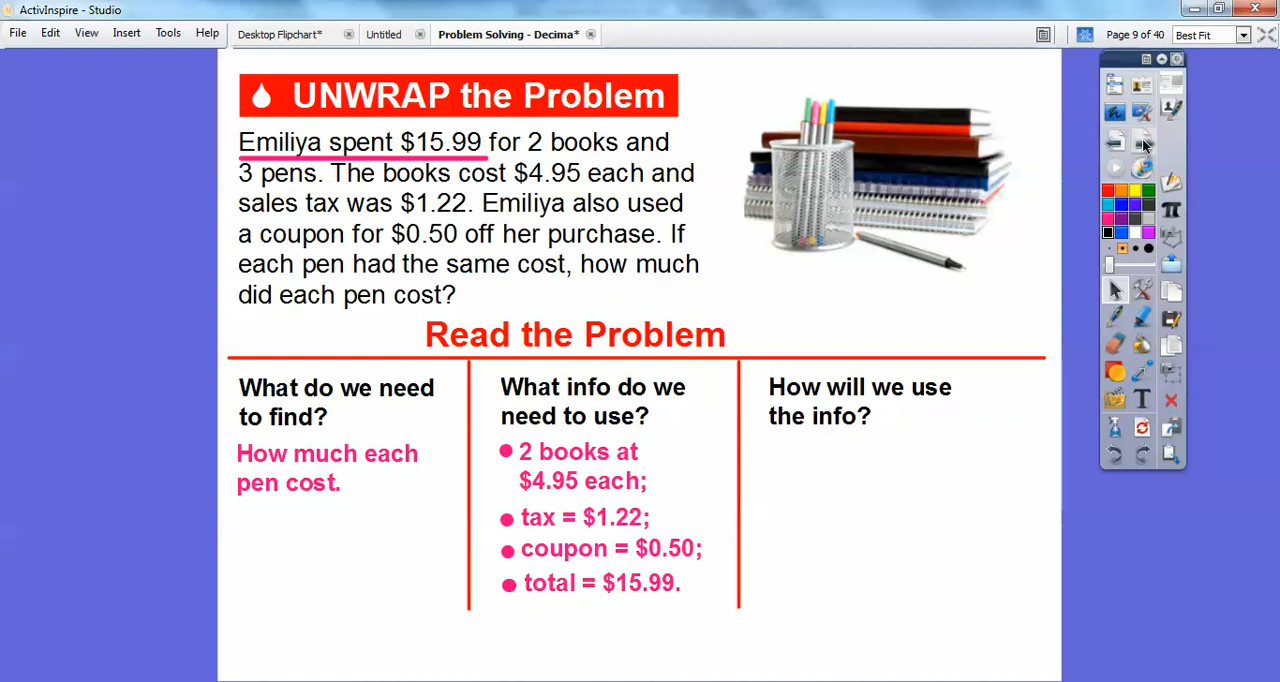 ActivInspire - Studio
File Edit View Insert Tools Help
Desktop Flipchart* Untitled Problem Solving - Decima* Page 9 of 40 Best Fit
UNWRAP the Problem
Emiliya spent $15.99 for 2 books and
3 pens. The books cost $4.95 each and
sales tax was $1.22. Emiliya also used
a coupon for $0.50 off her purchase. If
each pen had the same cost, how much
did each pen cost?
Read the Problem
What do we need
to find?
How much each
pen cost.
What info do we
need to use?
• 2 books at
$4.95 each;
• tax = $1.22;
• coupon = $0.50;
• total = $15.99.
How will we use
the info?